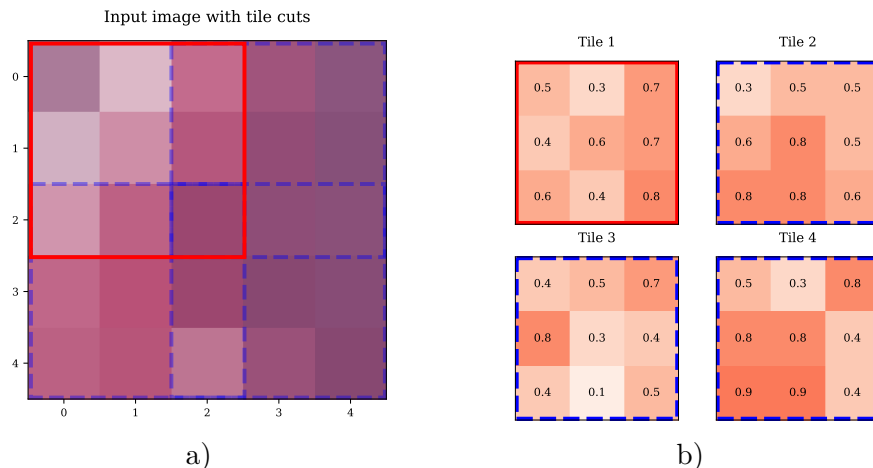 Input image with tile cuts
0
1
2
3
4
0 1 2 3 4
a)
Tile 1
0.5 0.3 0.7
0.4 0.6 0.7
0.6 0.4 0.8
Tile 2
0.3 0.5 0.5
0.6 0.8 0.5
0.8 0.8 0.6
Tile 3
0.4 0.5 0.7
0.8 0.3 0.4
0.4 0.1 0.5
Tile 4
0.5 0.3 0.8
0.8 0.8 0.4
0.9 0.9 0.4
b)